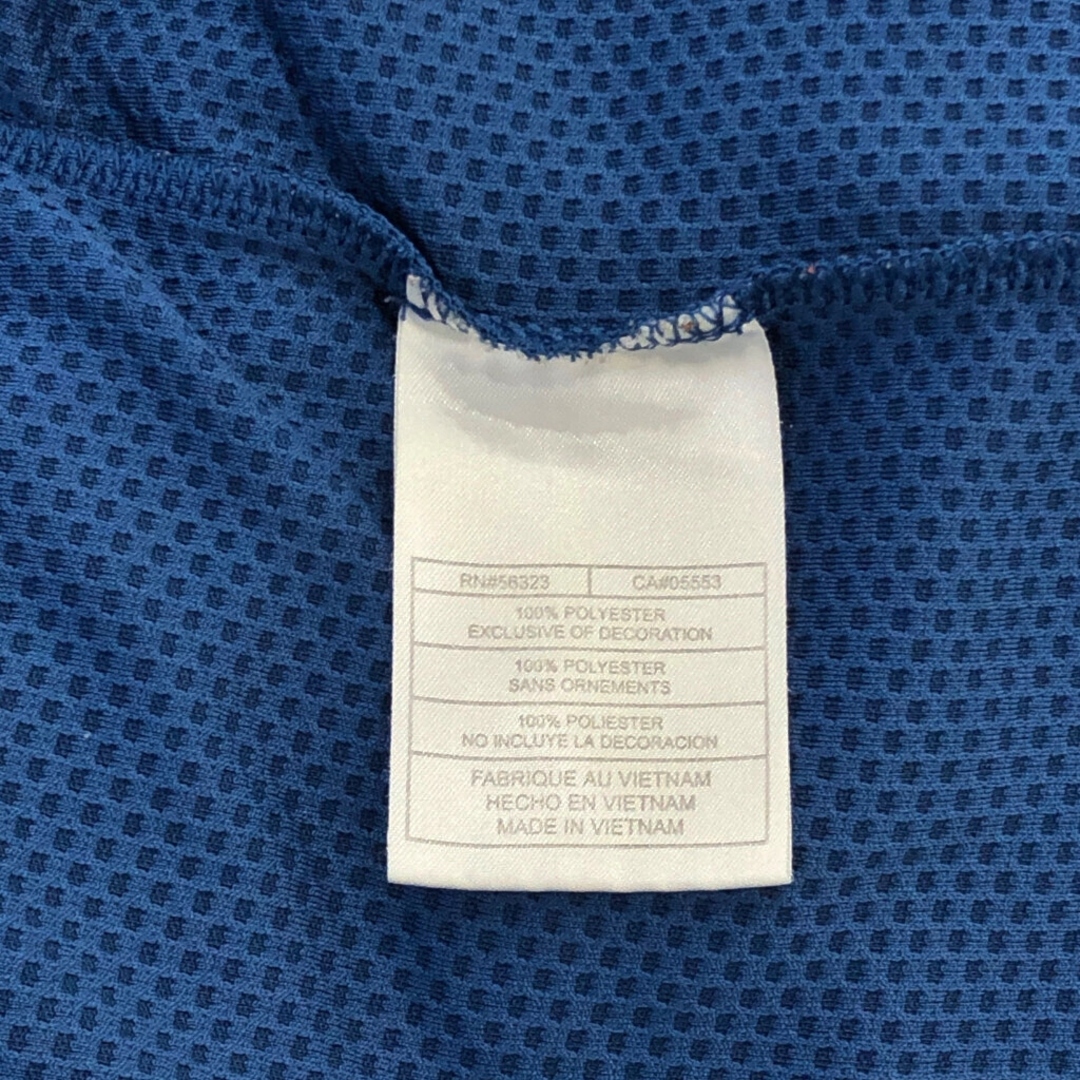 RN#56323 CA#05553
100% POLYESTER
EXCLUSIVE OF DECORATION
100% POLYESTER
SANS ORNEMENTS
100% POLIESTER
NO INCLUYE LA DECORACION
FABRIQUE AU VIETNAM
HECHO EN VIETNAM
MADE IN VIETNAM